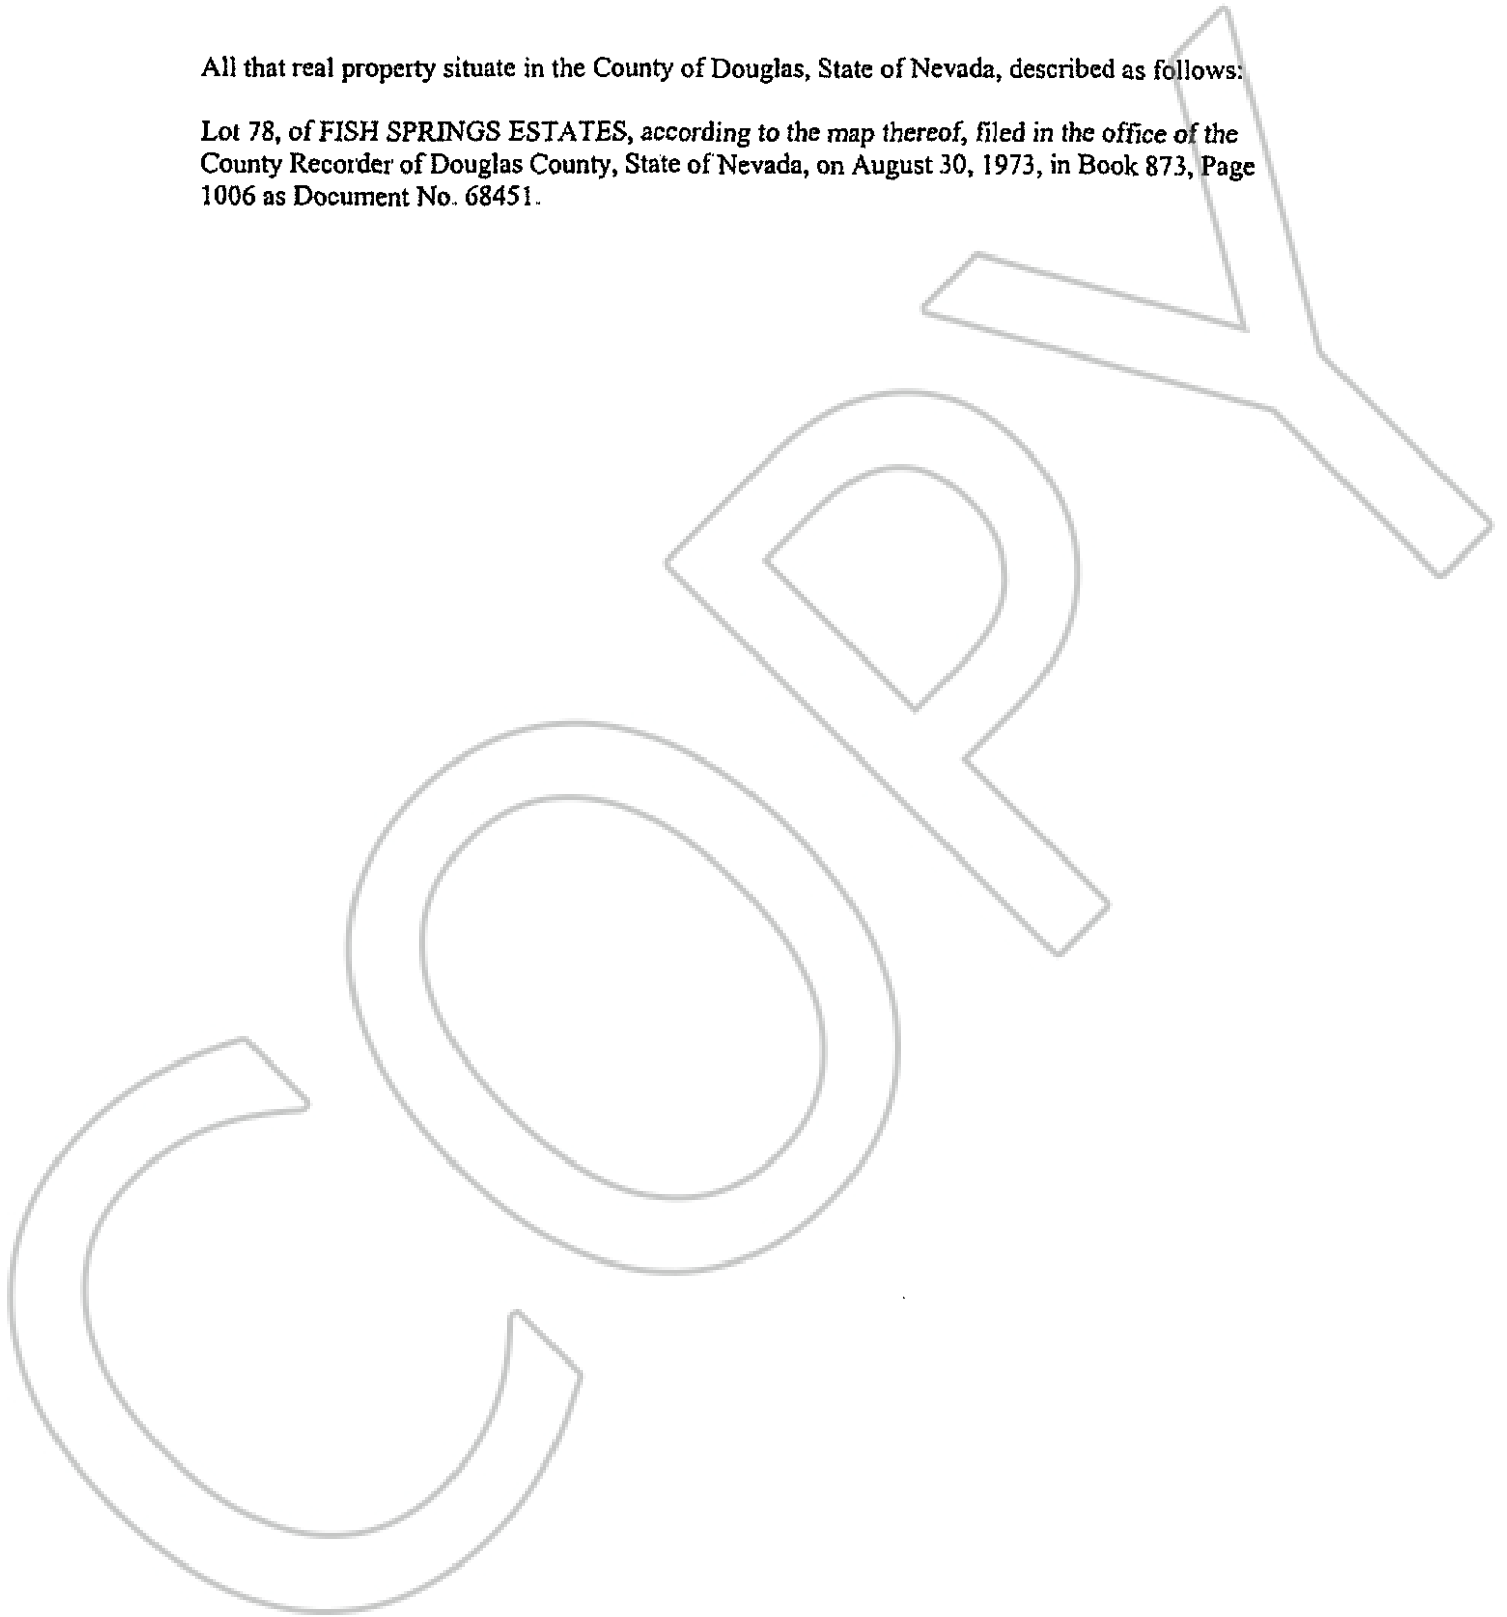 All that real property situate in the County of Douglas, State of Nevada, described as follows:
Lot 78, of FISH SPRINGS ESTATES, according to the map thereof, filed in the office of the
County Recorder of Douglas County, State of Nevada, on August 30, 1973, in Book 873, Page
1006 as Document No. 68451.
COPY